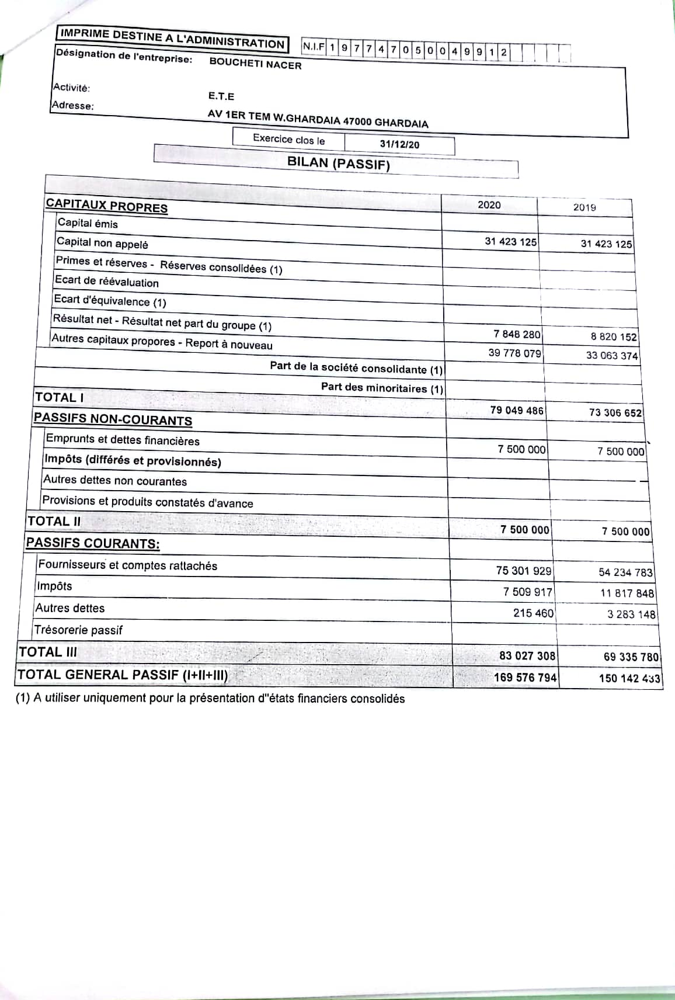 IMPRIME DESTINE A L'ADMINISTRATION N.I.F 1 9 7 7 4 7 0 5 0 0 4 9 9 1 2
Désignation de l'entreprise: BOUCHETI NACER
Activité: E.T.E
Adresse: AV 1ER TEM W.GHARDAIA 47000 GHARDAIA
Exercice clos le 31/12/20
BILAN (PASSIF)
2020 2019
CAPITAUX PROPRES
Capital émis 31 423 125 31 423 125
Capital non appelé
Primes et réserves - Réserves consolidées (1)
Ecart de réévaluation
Ecart d'équivalence (1)
Résultat net - Résultat net part du groupe (1) 7 848 280 8 820 152
Autres capitaux propores - Report à nouveau 39 778 079 33 063 374
Part de la société consolidante (1)
Part des minoritaires (1)
TOTAL I 79 049 486 73 306 652
PASSIFS NON-COURANTS
Emprunts et dettes financières 7 500 000 7 500 000
Impôts (différés et provisionnés)
Autres dettes non courantes
Provisions et produits constatés d'avance
TOTAL II 7 500 000 7 500 000
PASSIFS COURANTS:
Fournisseurs et comptes rattachés 75 301 929 54 234 783
Impôts 7 509 917 11 817 848
Autres dettes 215 460 3 283 148
Trésorerie passif
TOTAL III 83 027 308 69 335 780
TOTAL GENERAL PASSIF (I+II+III) 169 576 794 150 142 433
(1) A utiliser uniquement pour la présentation d"états financiers consolidés